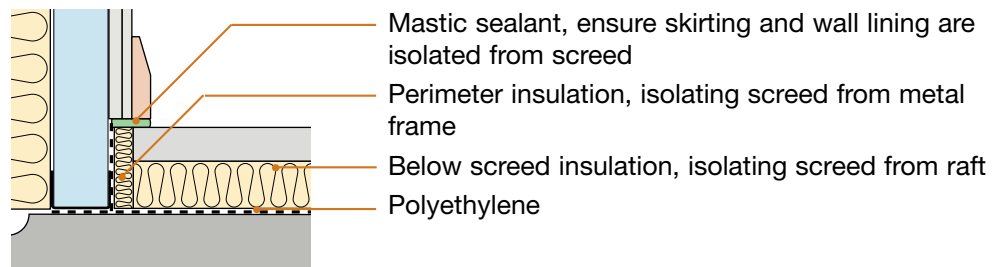 Mastic sealant, ensure skirting and wall lining are
isolated from screed
Perimeter insulation, isolating screed from metal
frame
Below screed insulation, isolating screed from raft
Polyethylene